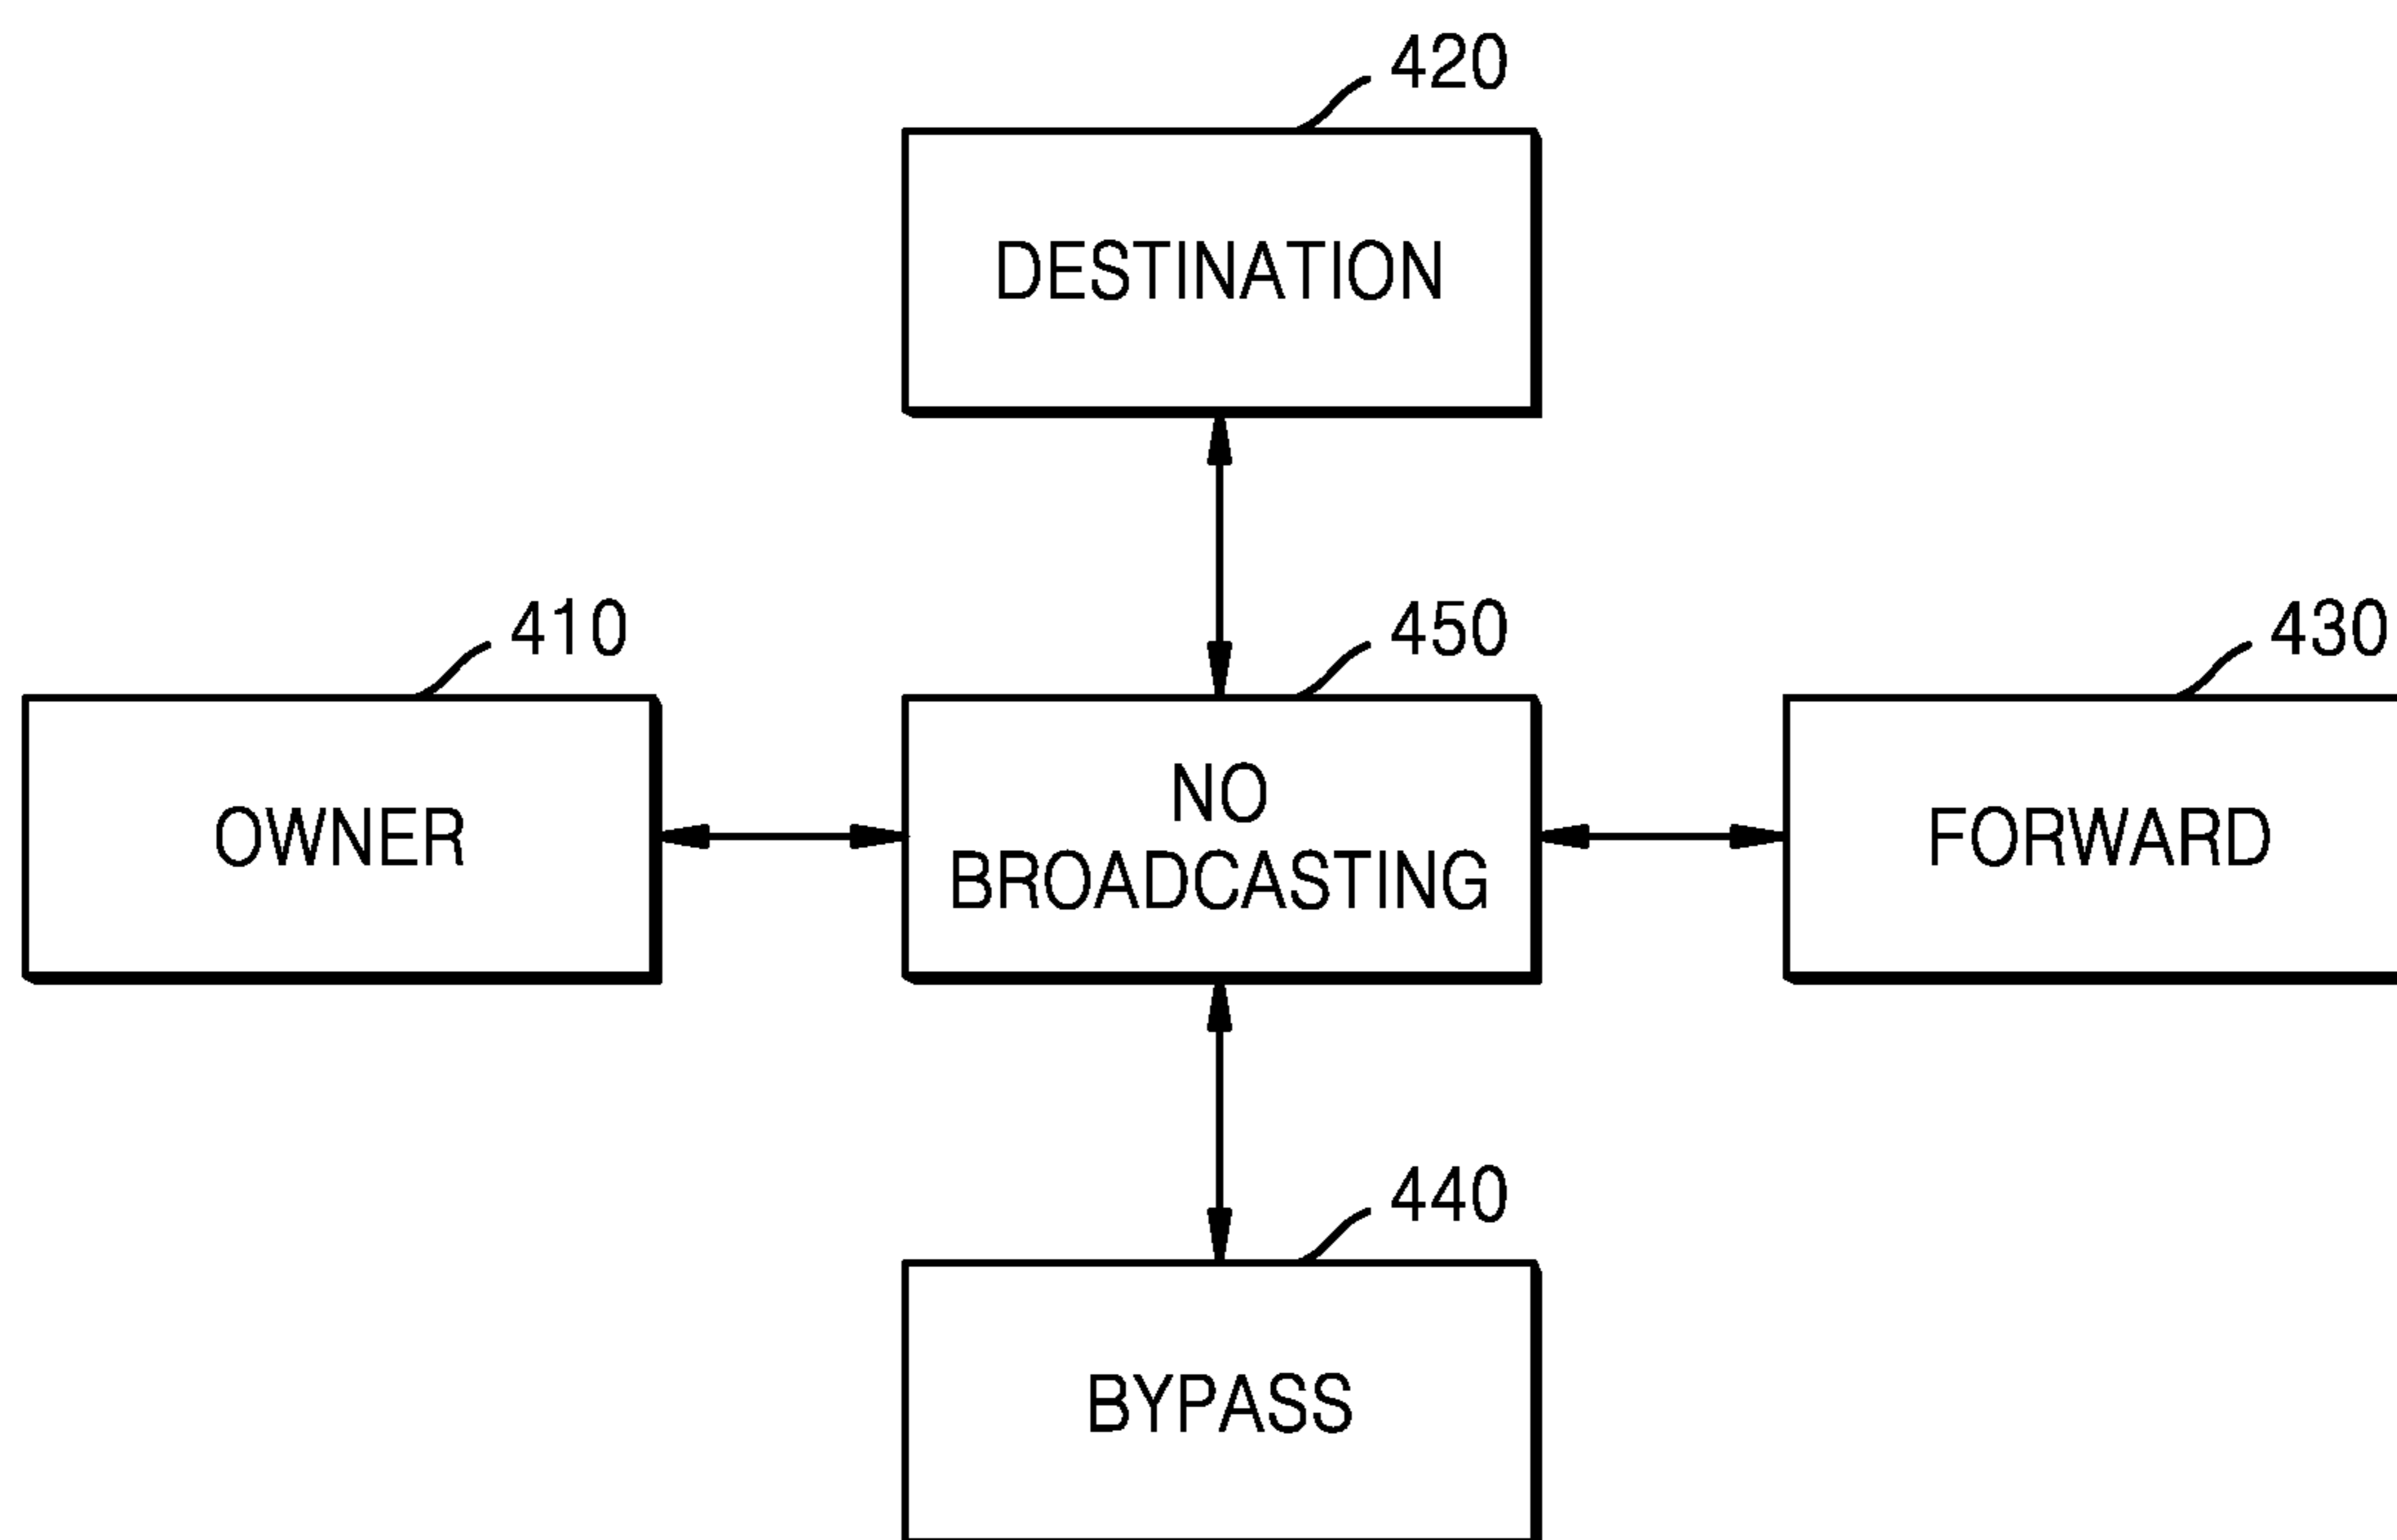 420
DESTINATION
410
450
430
OWNER
NO
BROADCASTING
FORWARD
440
BYPASS